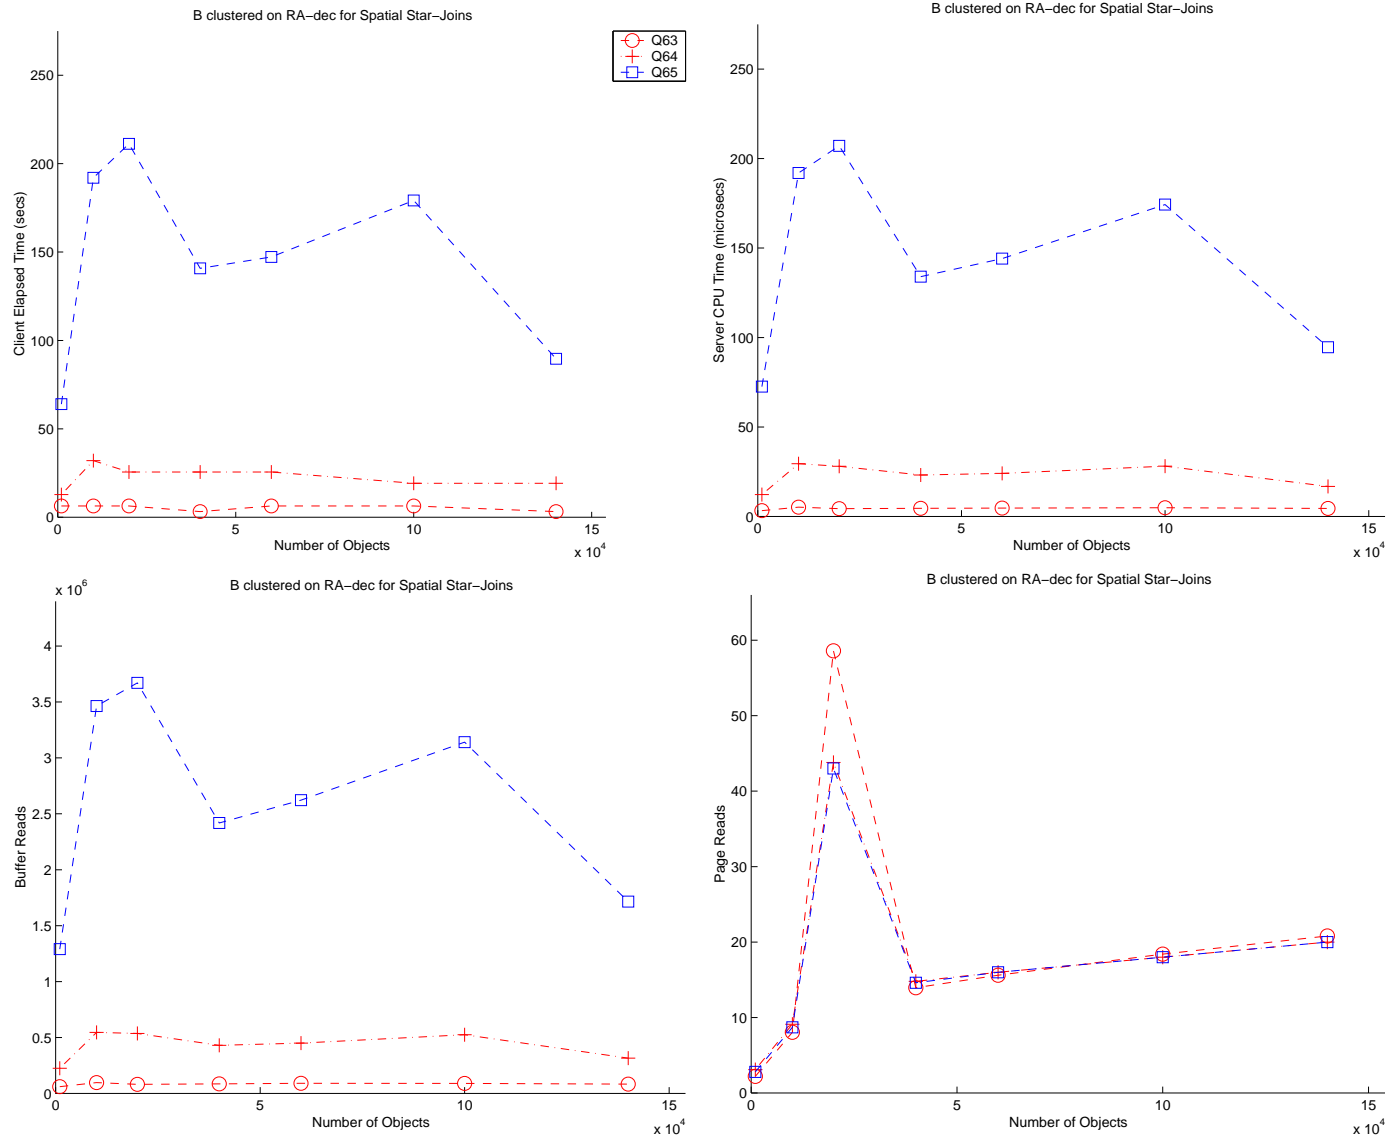 B clustered on RA−dec for Spatial Star−Joins
250
200
150
100
50
0
0
5
10
15
x 10^4
Number of Objects
Client Elapsed Time (secs)
Q63
Q64
Q65
B clustered on RA−dec for Spatial Star−Joins
250
200
150
100
50
0
0
5
10
15
x 10^4
Number of Objects
Server CPU Time (microsecs)
B clustered on RA−dec for Spatial Star−Joins
x 10^6
4
3.5
3
2.5
2
1.5
1
0.5
0
0
5
10
15
x 10^4
Number of Objects
Buffer Reads
B clustered on RA−dec for Spatial Star−Joins
60
50
40
30
20
10
0
0
5
10
15
x 10^4
Number of Objects
Page Reads